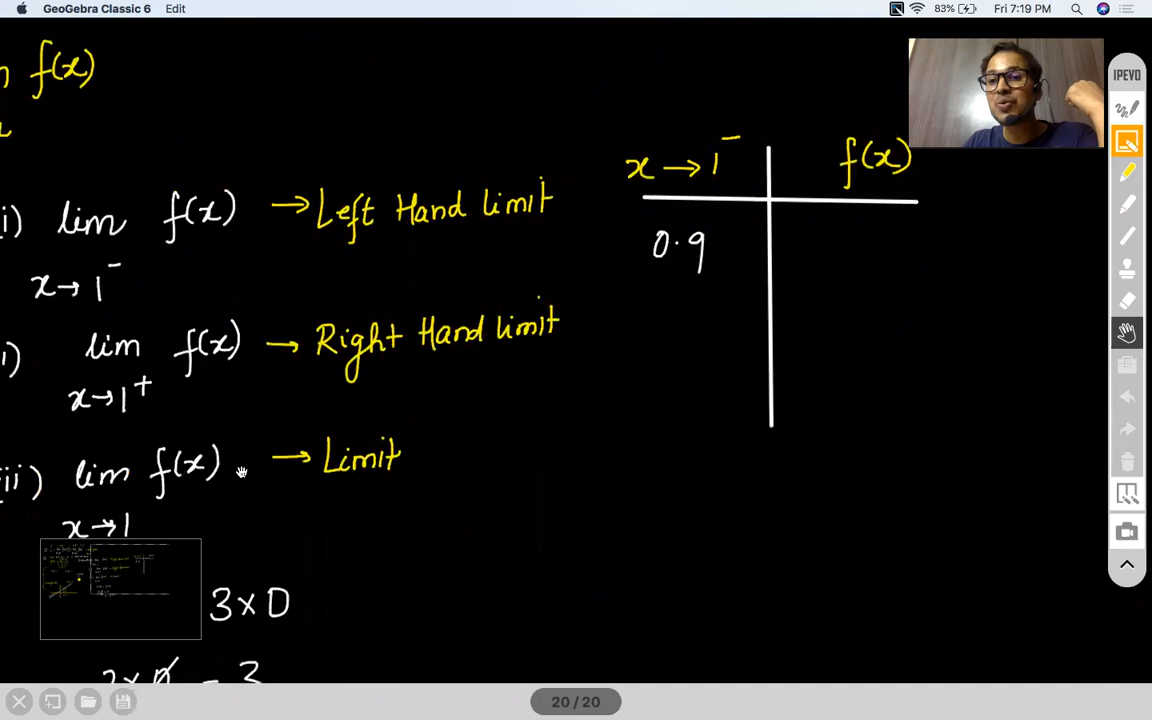 GeoGebra Classic 6 Edit
83% Fri 7:19 PM
IPEVO
f(x)
i) lim f(x) → Left Hand limit
x → 1⁻
i) lim f(x) → Right Hand limit
x → 1⁺
ii) lim f(x) → Limit
x → 1
x → 1⁻ f(x)
0.9
3 x 0
20 / 20